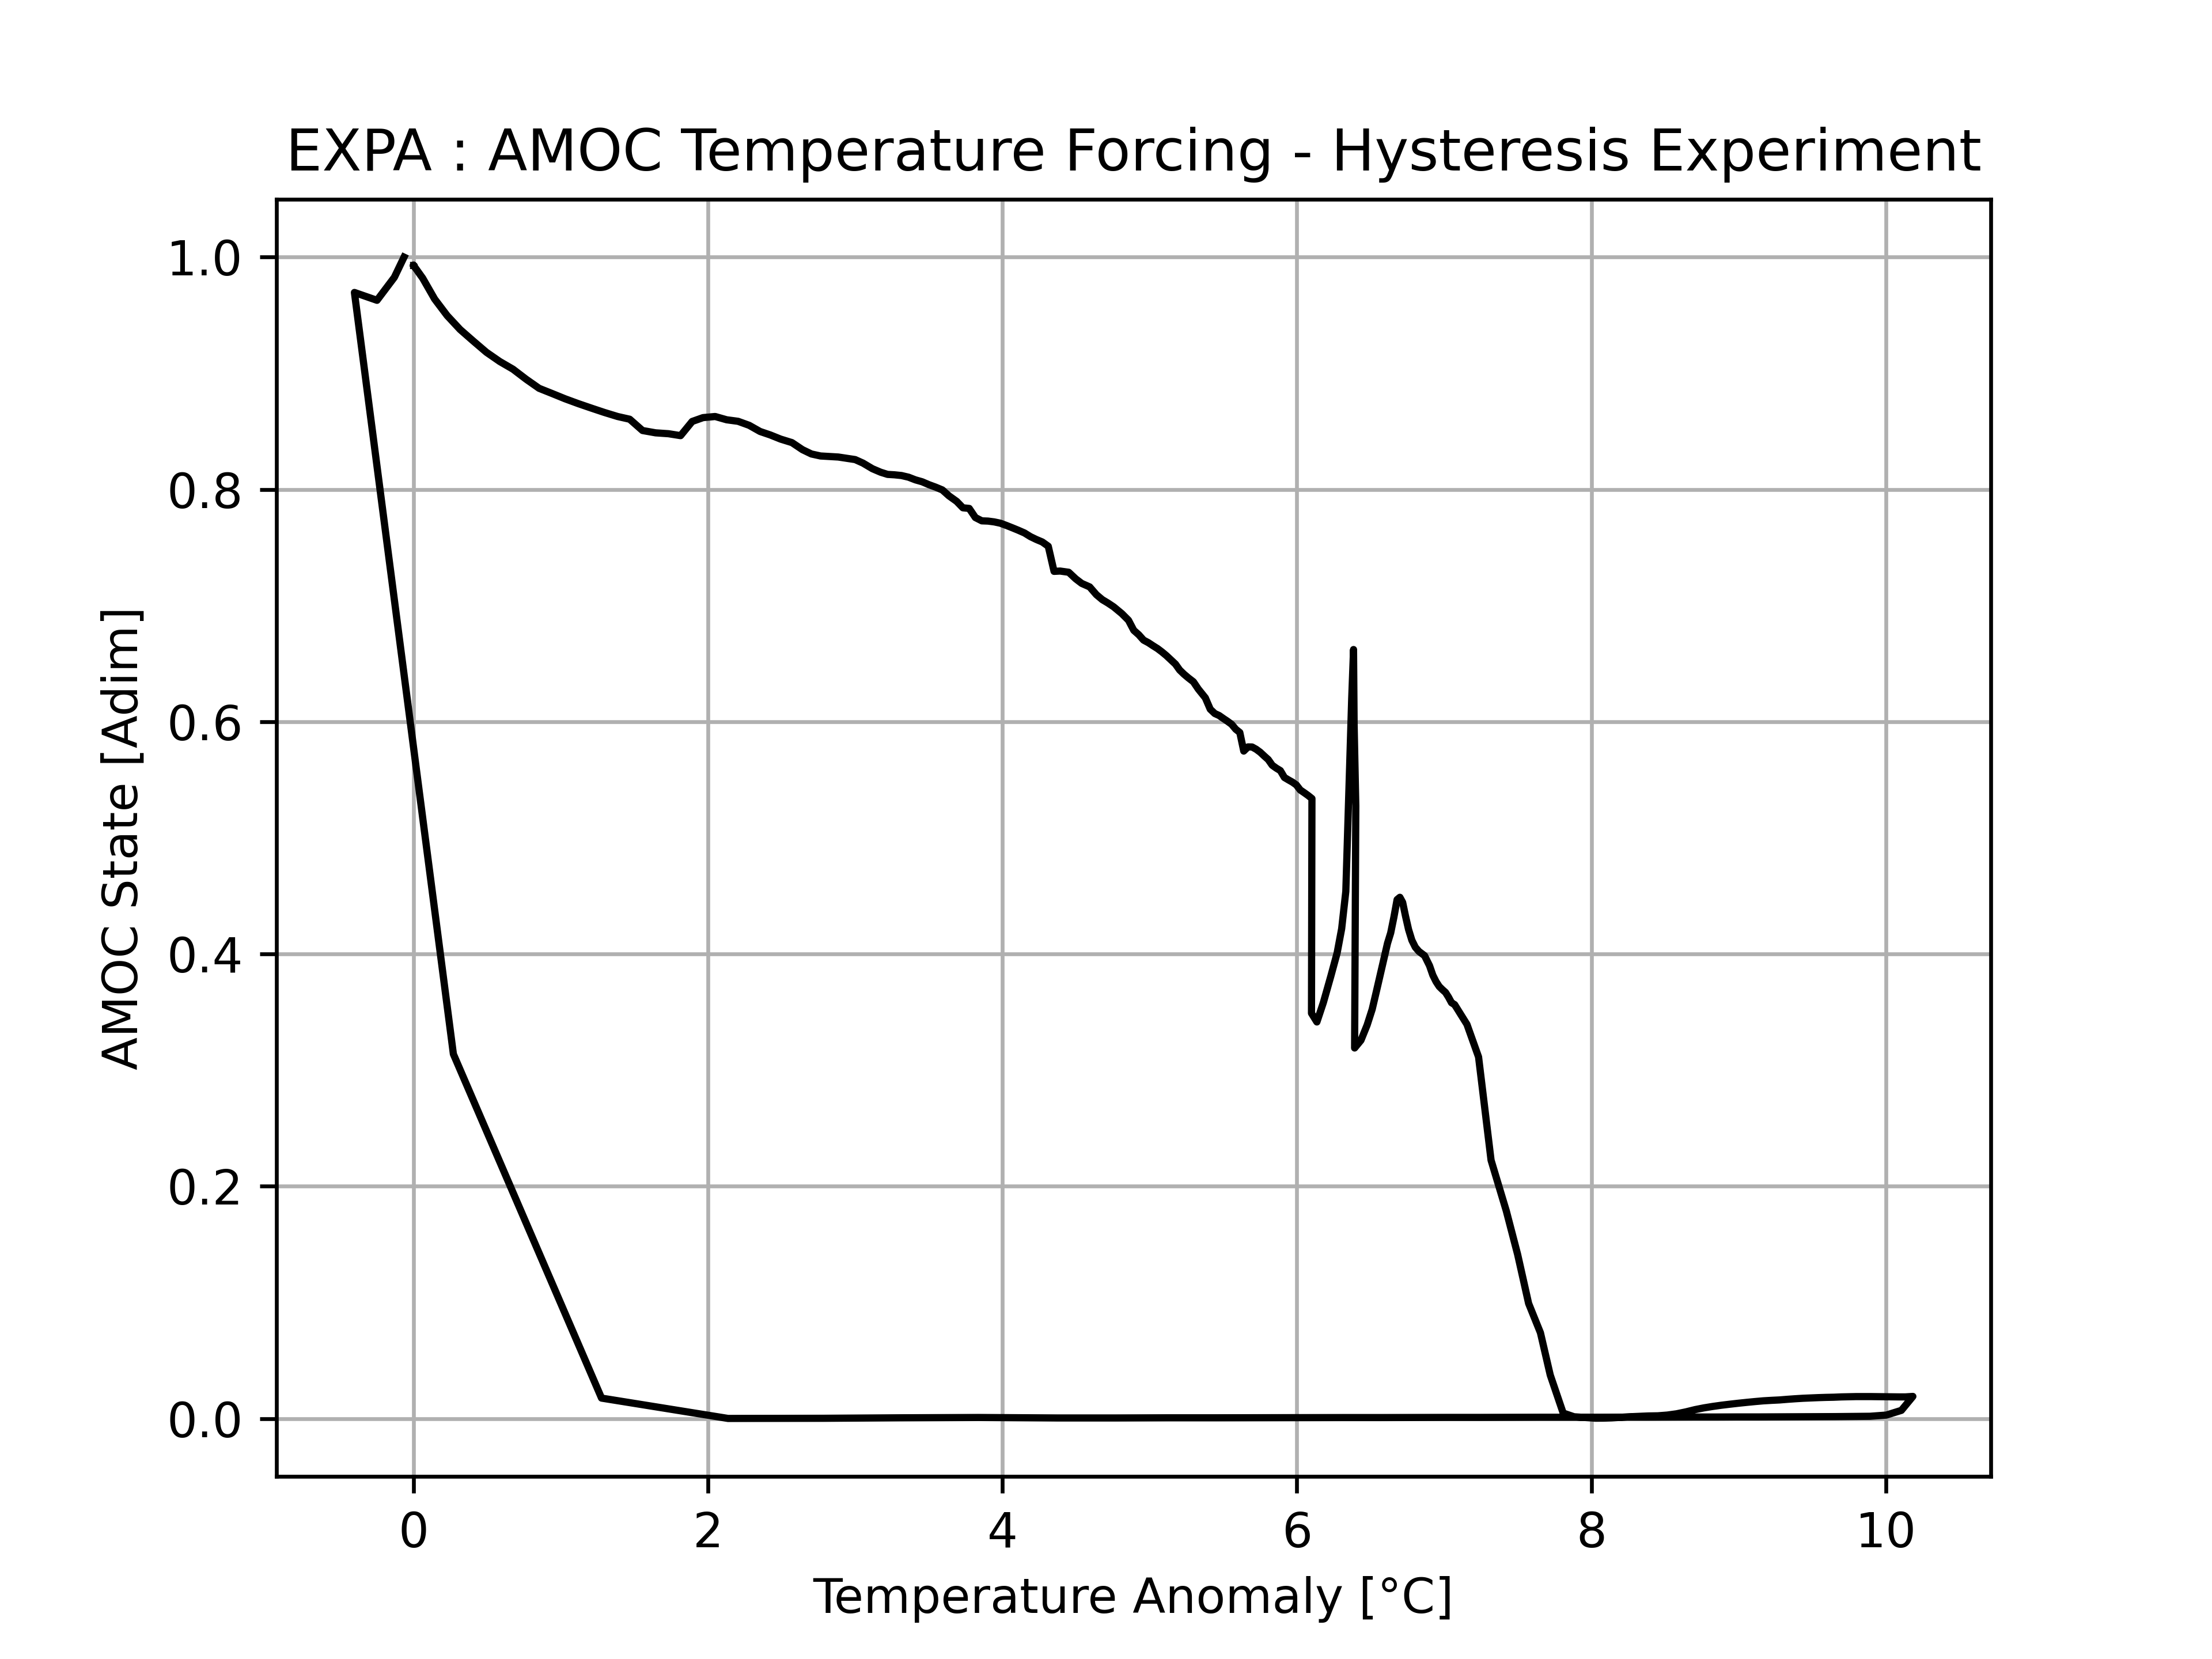 EXPA : AMOC Temperature Forcing - Hysteresis Experiment
1.0
0.8
0.6
0.4
0.2
0.0
AMOC State [Adim]
0 2 4 6 8 10
Temperature Anomaly [°C]